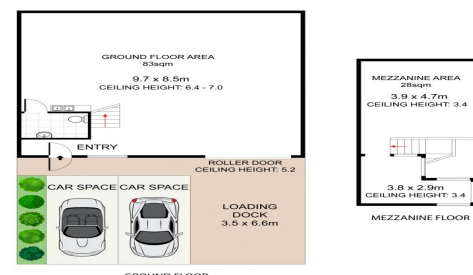 GROUND FLOOR AREA
83sqm
9.7 x 8.5m
CEILING HEIGHT: 6.4 - 7.0
ENTRY
ROLLER DOOR
CEILING HEIGHT: 5.2
CAR SPACE
CAR SPACE
LOADING
DOCK
3.5 x 6.6m
GROUND FLOOR
MEZZANINE AREA
28sqm
3.9 x 4.7m
CEILING HEIGHT: 3.4
3.8 x 2.9m
CEILING HEIGHT: 3.4
MEZZANINE FLOOR